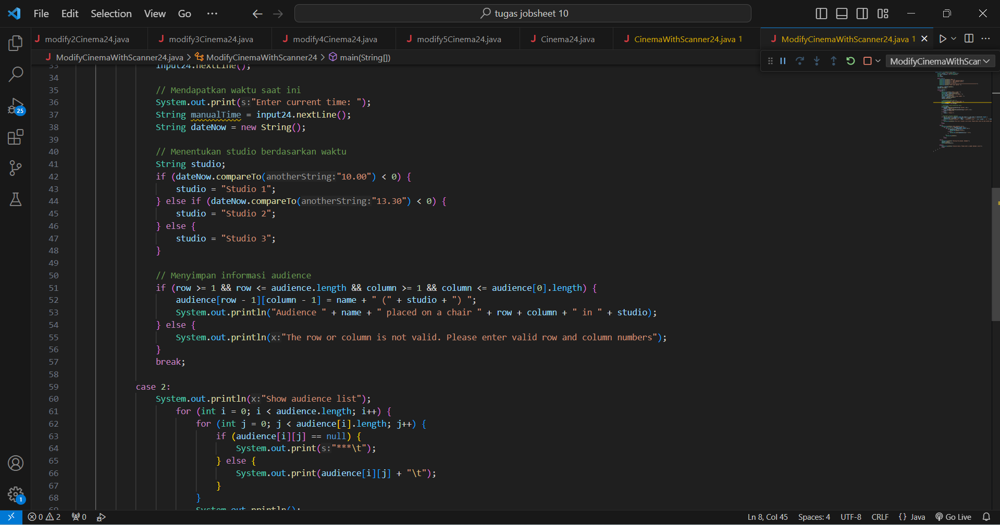 File Edit Selection View Go ··· tugas jobsheet 10
modify2Cinema24.java modify3Cinema24.java modify4Cinema24.java modify5Cinema24.java Cinema24.java CinemaWithScanner24.java 1 ModifyCinemaWithScanner24.java 1
ModifyCinemaWithScanner24.java > ModifyCinemaWithScanner24 > main(String[])
ModifyCinemaWithScar
33 input24.nextLine();
34
35 // Mendapatkan waktu saat ini
36 System.out.print(s:"Enter current time: ");
37 String manualTime = input24.nextLine();
38 String dateNow = new String();
39
40 // Menentukan studio berdasarkan waktu
41 String studio;
42 if (dateNow.compareTo(anotherString:"10.00") < 0) {
43 studio = "Studio 1";
44 } else if (dateNow.compareTo(anotherString:"13.30") < 0) {
45 studio = "Studio 2";
46 } else {
47 studio = "Studio 3";
48 }
49
50 // Menyimpan informasi audience
51 if (row >= 1 && row <= audience.length && column >= 1 && column <= audience[0].length) {
52 audience[row - 1][column - 1] = name + " (" + studio + ") ";
53 System.out.println("Audience " + name + " placed on a chair " + row + column + " in " + studio);
54 } else {
55 System.out.println(x:"The row or column is not valid. Please enter valid row and column numbers");
56 }
57 break;
58
59 case 2:
60 System.out.println(x:"Show audience list");
61 for (int i = 0; i < audience.length; i++) {
62 for (int j = 0; j < audience[i].length; j++) {
63 if (audience[i][j] == null) {
64 System.out.print(s:"***\t");
65 } else {
66 System.out.print(audience[i][j] + "\t");
67 }
68 }
69 System.out.println();
25
1
0 2 0 Ln 8, Col 45 Spaces: 4 UTF-8 CRLF {} Java Go Live